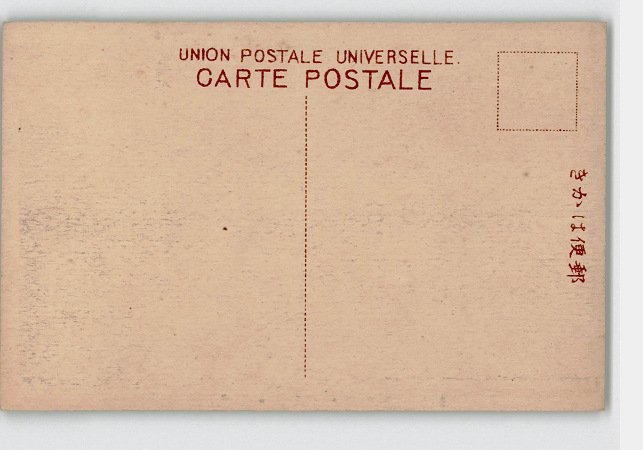 UNION POSTALE UNIVERSELLE.
CARTE POSTALE
きかは便郵